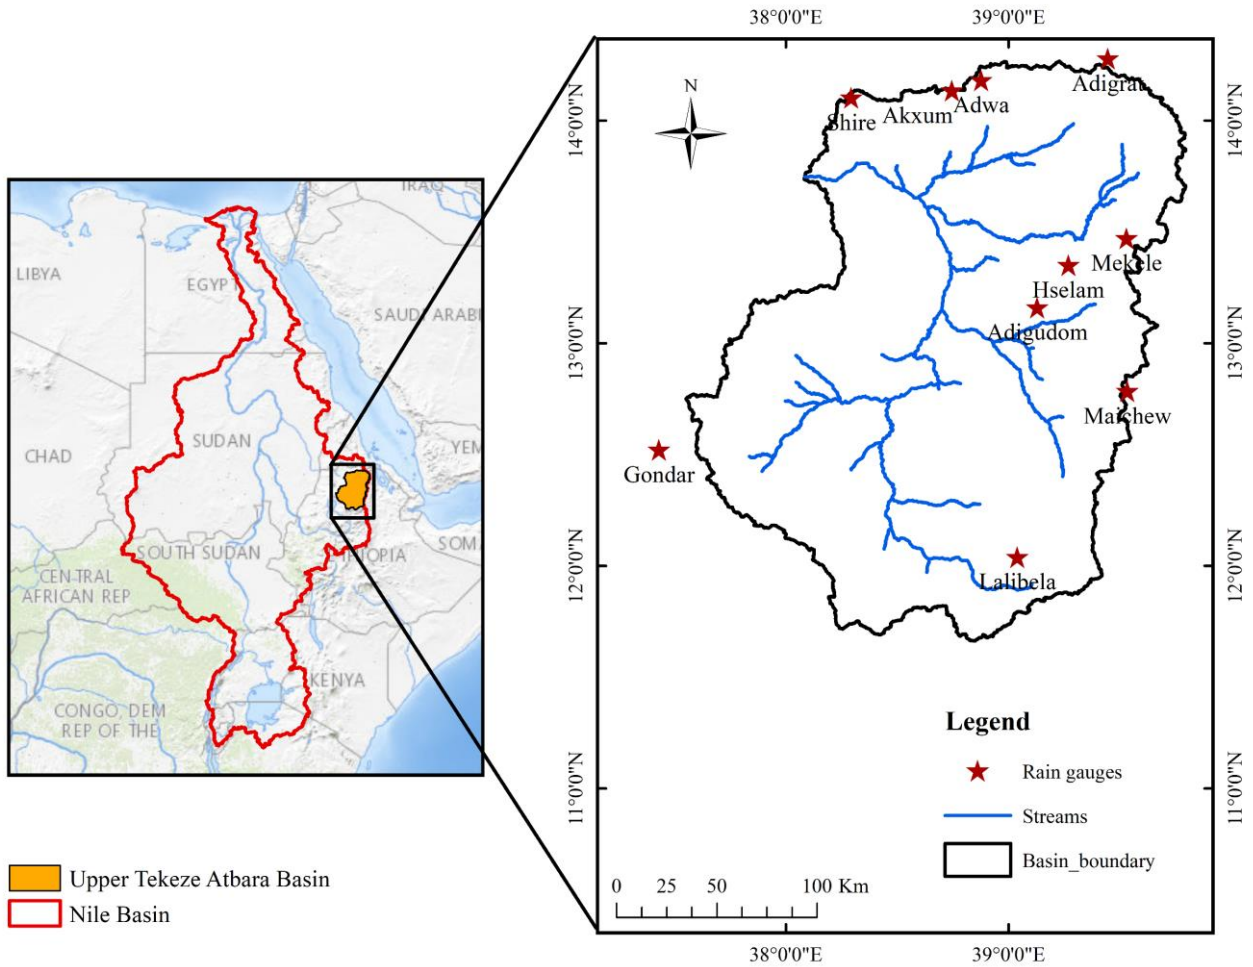 38°0'0"E
39°0'0"E
14°0'0"N
13°0'0"N
12°0'0"N
11°0'0"N
N
Adigrat
Shire
Akxum
Adwa
Mekele
Hselam
Adigudom
Maichew
Gondar
Lalibela
Legend
Rain gauges
Streams
Basin_boundary
0 25 50 100 Km
14°0'0"N
13°0'0"N
12°0'0"N
11°0'0"N
38°0'0"E
39°0'0"E
IRAQ
LIBYA
EGYPT
SAUDI ARABI
SUDAN
YEM
CHAD
SOUTH SUDAN
SOMA
CENTRAL
AFRICAN REP
KENYA
CONGO, DEM
REP OF THE
Upper Tekeze Atbara Basin
Nile Basin